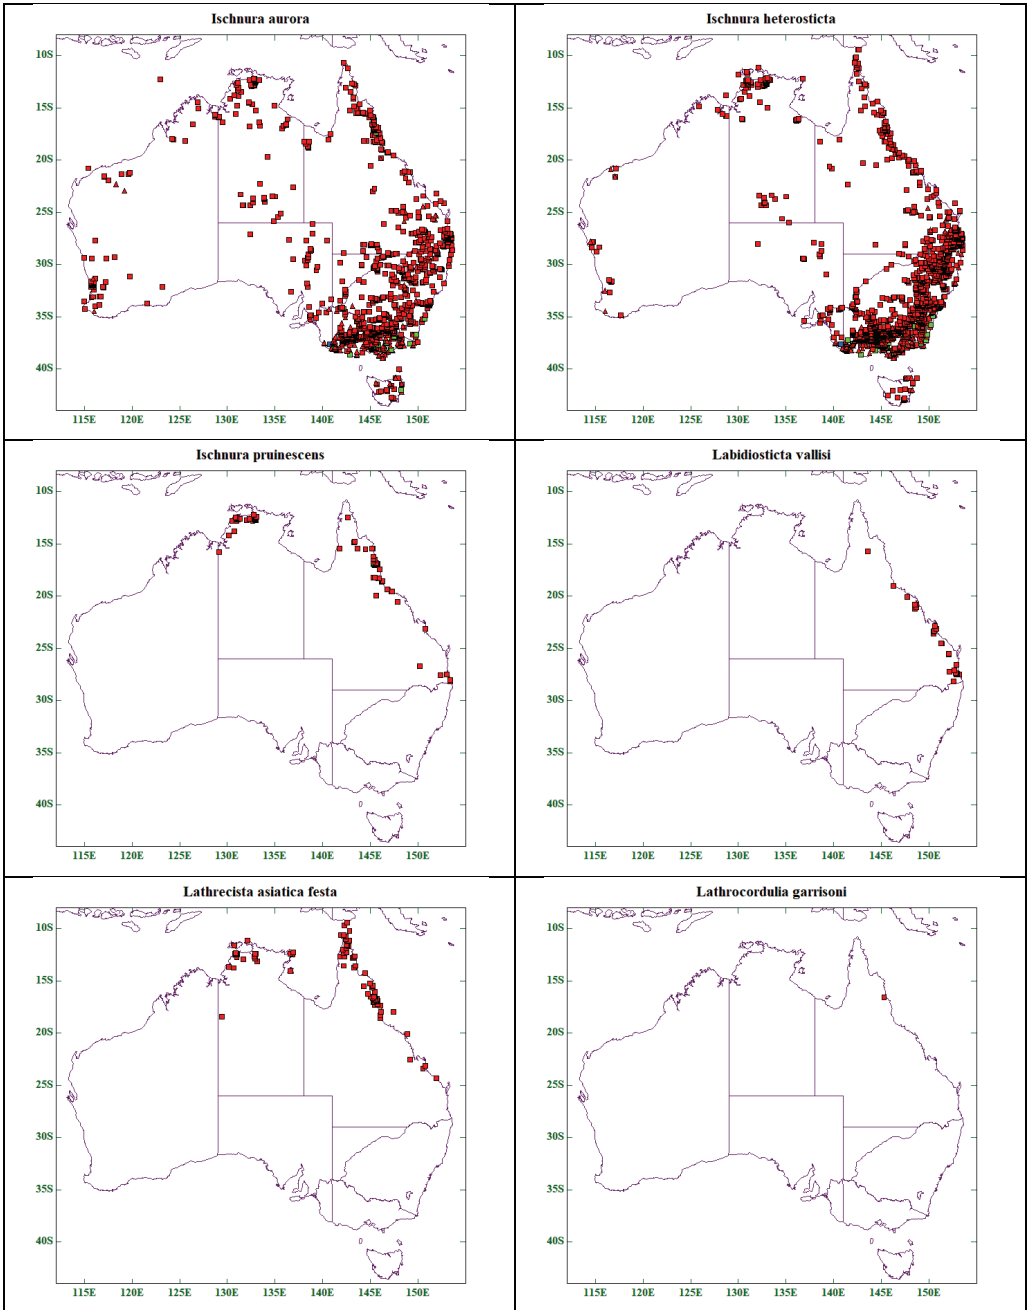 Ischnura aurora
10S
15S
20S
25S
30S
35S
40S
115E 120E 125E 130E 135E 140E 145E 150E
Ischnura heterosticta
10S
15S
20S
25S
30S
35S
40S
115E 120E 125E 130E 135E 140E 145E 150E
Ischnura pruinescens
10S
15S
20S
25S
30S
35S
40S
115E 120E 125E 130E 135E 140E 145E 150E
Labidiosticta vallisi
10S
15S
20S
25S
30S
35S
40S
115E 120E 125E 130E 135E 140E 145E 150E
Lathrecista asiatica festa
10S
15S
20S
25S
30S
35S
40S
115E 120E 125E 130E 135E 140E 145E 150E
Lathrocordulia garrisoni
10S
15S
20S
25S
30S
35S
40S
115E 120E 125E 130E 135E 140E 145E 150E